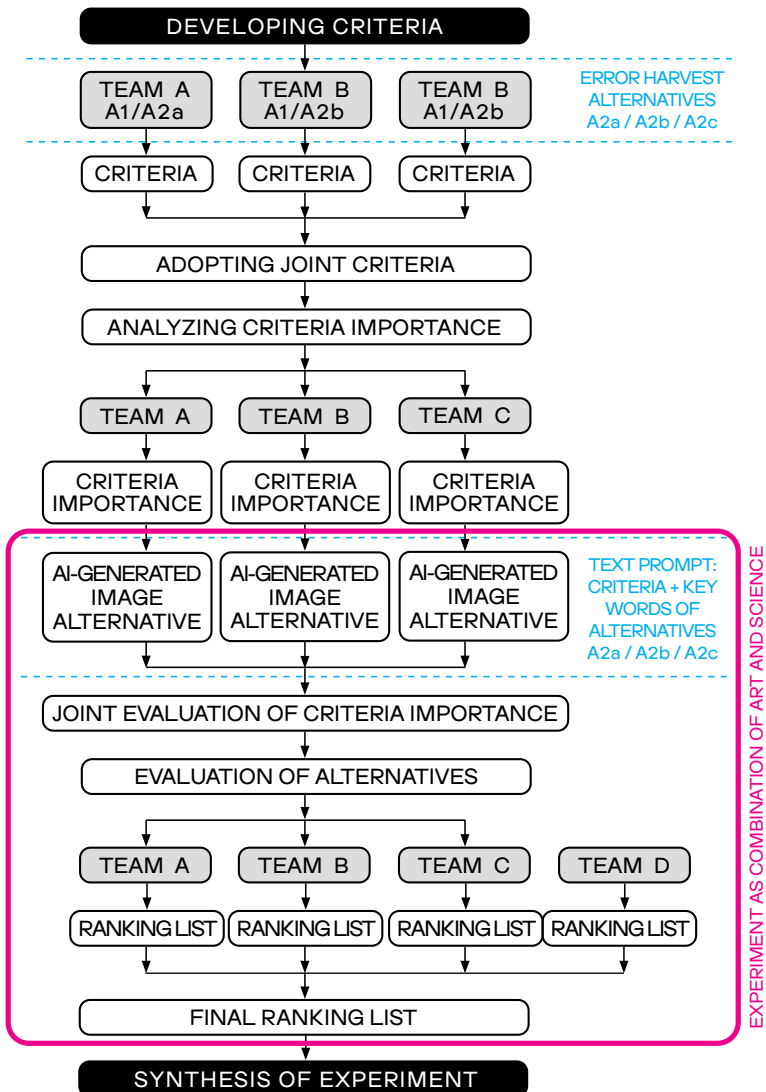 DEVELOPING CRITERIA
TEAM A
A1/A2a
TEAM B
A1/A2b
TEAM B
A1/A2b
ERROR HARVEST
ALTERNATIVES
A2a / A2b / A2c
CRITERIA
CRITERIA
CRITERIA
ADOPTING JOINT CRITERIA
ANALYZING CRITERIA IMPORTANCE
TEAM A
TEAM B
TEAM C
CRITERIA
IMPORTANCE
CRITERIA
IMPORTANCE
CRITERIA
IMPORTANCE
AI-GENERATED
IMAGE
ALTERNATIVE
AI-GENERATED
IMAGE
ALTERNATIVE
AI-GENERATED
IMAGE
ALTERNATIVE
TEXT PROMPT:
CRITERIA + KEY
WORDS OF
ALTERNATIVES
A2a / A2b / A2c
JOINT EVALUATION OF CRITERIA IMPORTANCE
EVALUATION OF ALTERNATIVES
TEAM A
TEAM B
TEAM C
TEAM D
RANKING LIST
RANKING LIST
RANKING LIST
RANKING LIST
FINAL RANKING LIST
SYNTHESIS OF EXPERIMENT
EXPERIMENT AS COMBINATION OF ART AND SCIENCE